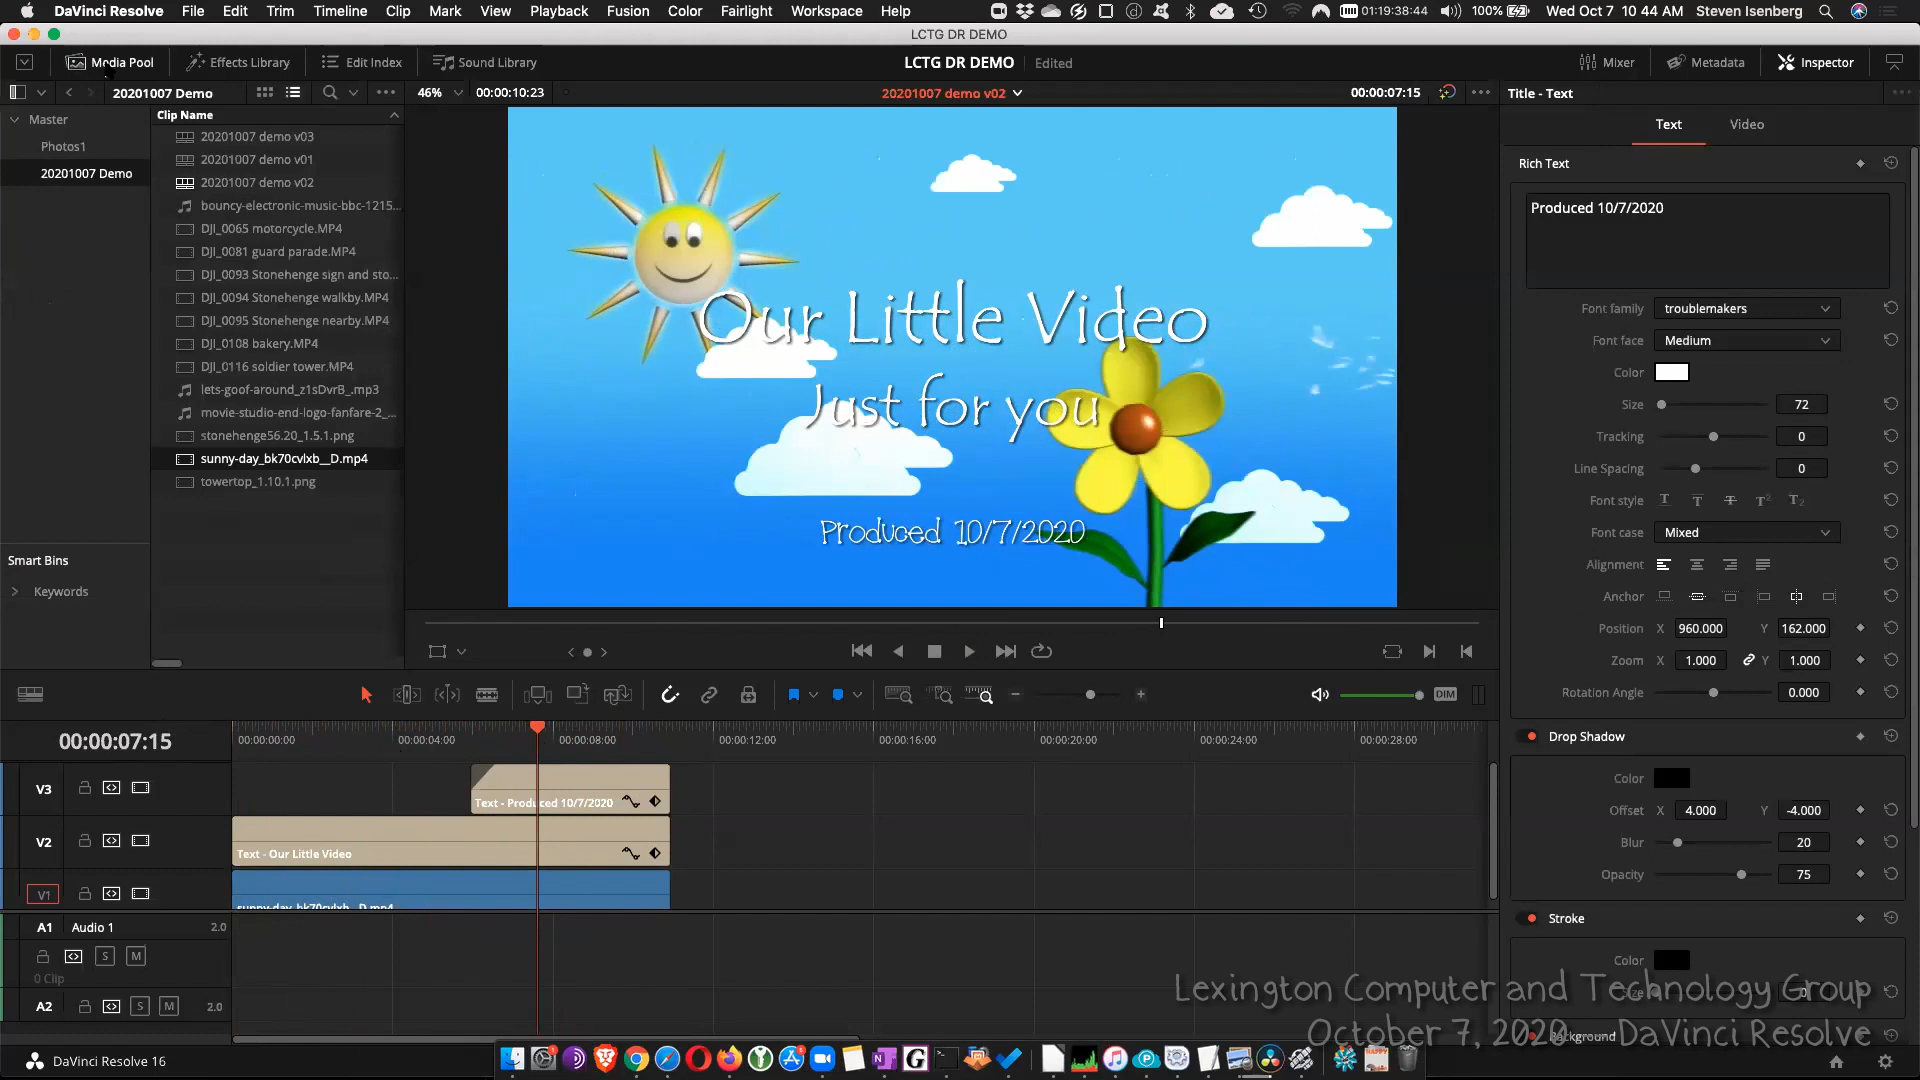 DaVinci Resolve File Edit Trim Timeline Clip Mark View Playback Fusion Color Fairlight Workspace Help 01:19:38:44 100% Wed Oct 7 10:44 AM Steven Isenberg
LCTG DR DEMO
Media Pool Effects Library Edit Index Sound Library LCTG DR DEMO Edited Mixer Metadata Inspector
20201007 Demo 46% 00:00:10:23 20201007 demo v02 00:00:07:15 Title - Text
Master
Photos1
20201007 Demo
Smart Bins
Keywords
Clip Name
20201007 demo v03
20201007 demo v01
20201007 demo v02
bouncy-electronic-music-bbc-1215...
DJI_0065 motorcycle.MP4
DJI_0081 guard parade.MP4
DJI_0093 Stonehenge sign and sto...
DJI_0094 Stonehenge walkby.MP4
DJI_0095 Stonehenge nearby.MP4
DJI_0108 bakery.MP4
DJI_0116 soldier tower.MP4
lets-goof-around_z1sDvrB_.mp3
movie-studio-end-logo-fanfare-2_...
stonehenge56.20_1.5.1.png
sunny-day_bk70cvlxb__D.mp4
towertop_1.10.1.png
Our Little Video
Just for you
Produced 10/7/2020
Text Video
Rich Text
Produced 10/7/2020
Font family troublemakers
Font face Medium
Color
Size 72
Tracking 0
Line Spacing 0
Font style T T T T2 T2
Font case Mixed
Alignment
Anchor
Position X 960.000 Y 162.000
Zoom X 1.000 Y 1.000
Rotation Angle 0.000
Drop Shadow
Color
Offset X 4.000 Y -4.000
Blur 20
Opacity 75
Stroke
Color
Size 0
Background
DIM
00:00:07:15 00:00:00:00 00:00:04:00 00:00:08:00 00:00:12:00 00:00:16:00 00:00:20:00 00:00:24:00 00:00:28:00
V3 Text - Produced 10/7/2020
V2 Text - Our Little Video
V1 sunny-day_bk70cvlxb__D.mp4
A1 Audio 1 2.0
S M
0 Clip
A2 S M 2.0
Lexington Computer and Technology Group
October 7, 2020 DaVinci Resolve
DaVinci Resolve 16